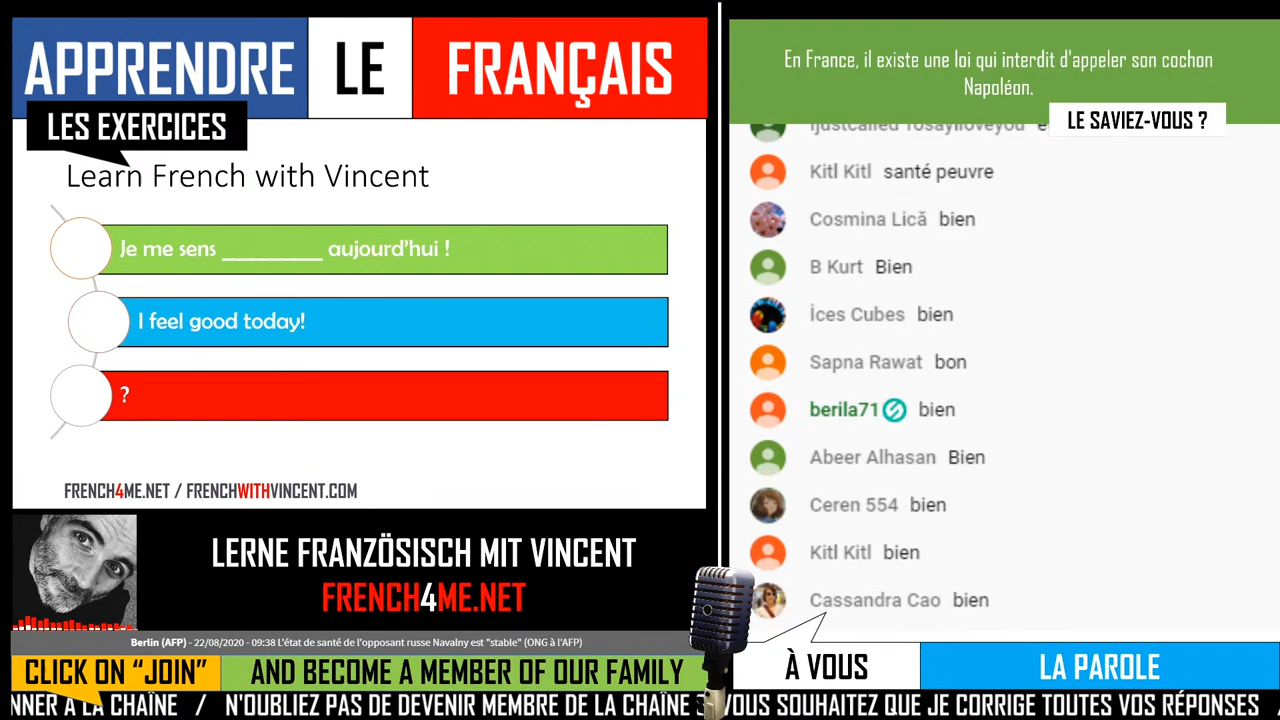 APPRENDRE LE FRANÇAIS
LES EXERCICES
Learn French with Vincent
Je me sens __________ aujourd'hui !
I feel good today!
?
FRENCH4ME.NET / FRENCHWITHVINCENT.COM
LERNE FRANZÖSISCH MIT VINCENT
FRENCH4ME.NET
Berlin (AFP) - 22/08/2020 - 09:38 L'état de santé de l'opposant russe Navalny est "stable" (ONG à l'AFP)
CLICK ON "JOIN" AND BECOME A MEMBER OF OUR FAMILY
En France, il existe une loi qui interdit d'appeler son cochon
Napoléon.
LE SAVIEZ-VOUS ?
Kitl Kitl santé peuvre
Cosmina Lică bien
B Kurt Bien
İces Cubes bien
Sapna Rawat bon
berila71 bien
Abeer Alhasan Bien
Ceren 554 bien
Kitl Kitl bien
Cassandra Cao bien
À VOUS LA PAROLE
NNER À LA CHAÎNE / N'OUBLIEZ PAS DE DEVENIR MEMBRE DE LA CHAÎNE VOUS SOUHAITEZ QUE JE CORRIGE TOUTES VOS RÉPONSES